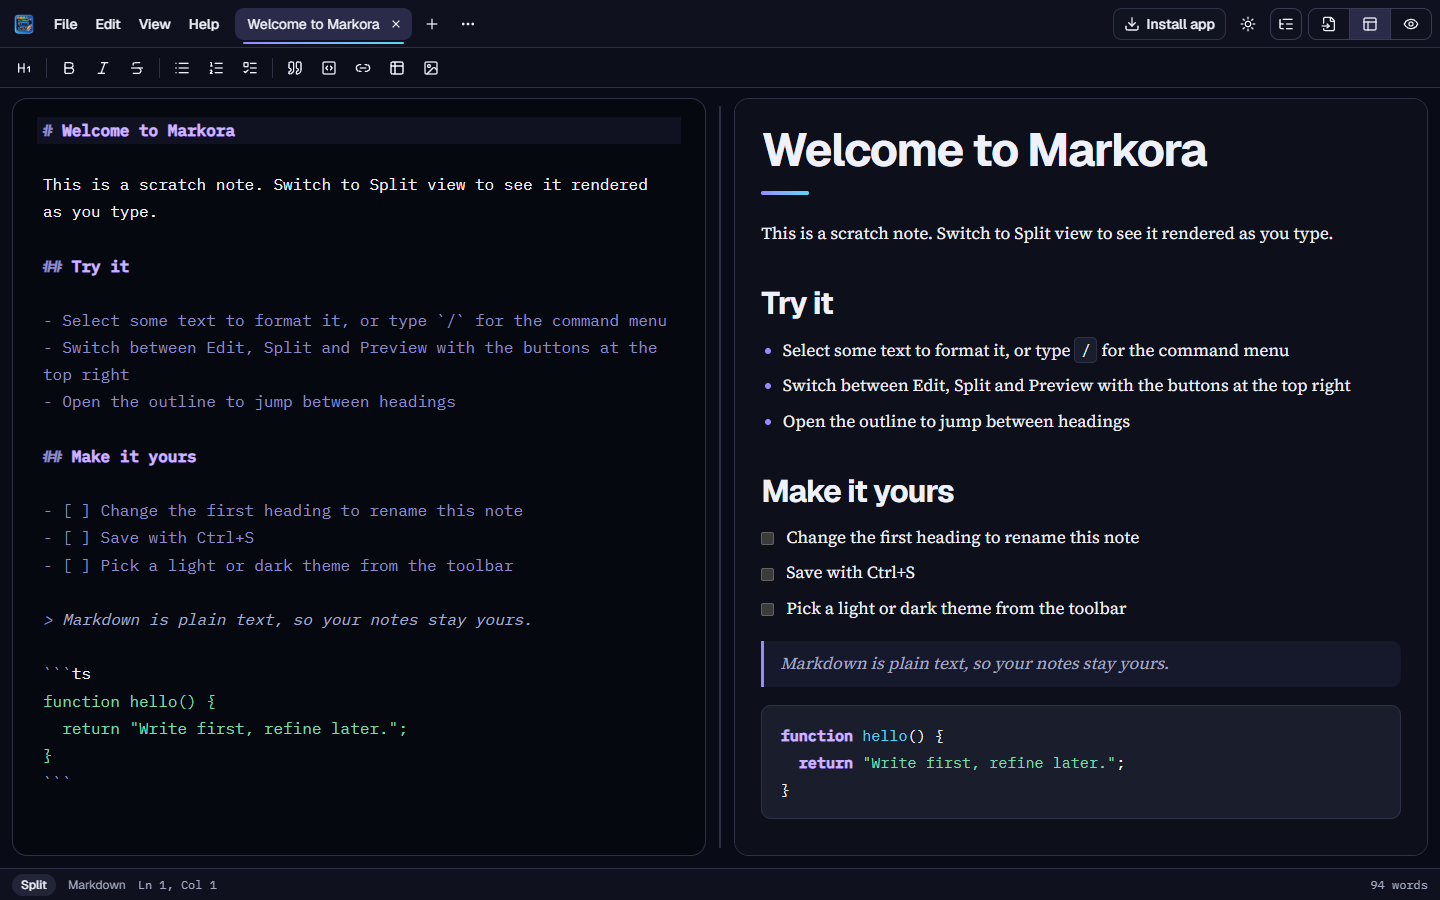 File Edit View Help Welcome to Markora × + ... Install app
H1 B I S
# Welcome to Markora
This is a scratch note. Switch to Split view to see it rendered
as you type.
## Try it
- Select some text to format it, or type `/` for the command menu
- Switch between Edit, Split and Preview with the buttons at the
top right
- Open the outline to jump between headings
## Make it yours
- [ ] Change the first heading to rename this note
- [ ] Save with Ctrl+S
- [ ] Pick a light or dark theme from the toolbar
> Markdown is plain text, so your notes stay yours.
```ts
function hello() {
  return "Write first, refine later.";
}
```
Welcome to Markora
This is a scratch note. Switch to Split view to see it rendered as you type.
Try it
• Select some text to format it, or type / for the command menu
• Switch between Edit, Split and Preview with the buttons at the top right
• Open the outline to jump between headings
Make it yours
Change the first heading to rename this note
Save with Ctrl+S
Pick a light or dark theme from the toolbar
Markdown is plain text, so your notes stay yours.
function hello() {
  return "Write first, refine later.";
}
Split Markdown Ln 1, Col 1 94 words